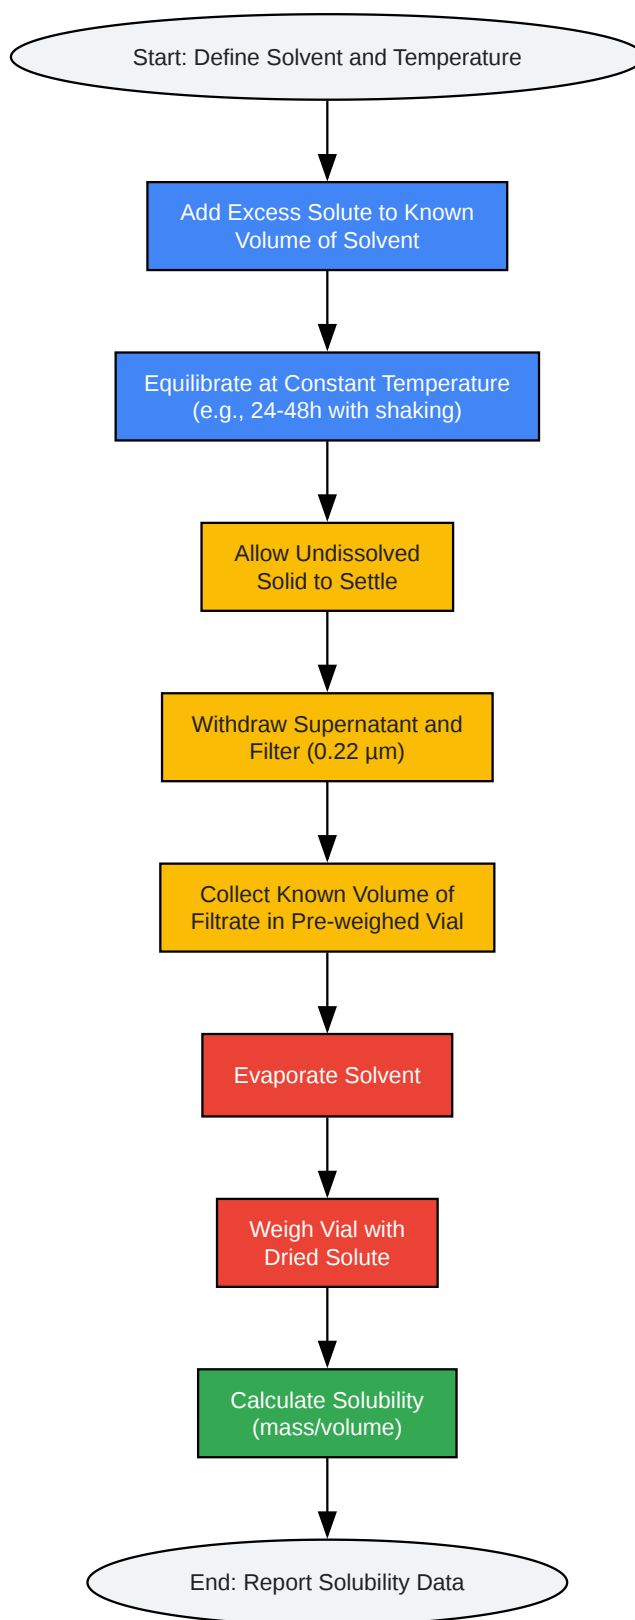 Start: Define Solvent and Temperature
Add Excess Solute to Known
Volume of Solvent
Equilibrate at Constant Temperature
(e.g., 24-48h with shaking)
Allow Undissolved
Solid to Settle
Withdraw Supernatant and
Filter (0.22 µm)
Collect Known Volume of
Filtrate in Pre-weighed Vial
Evaporate Solvent
Weigh Vial with
Dried Solute
Calculate Solubility
(mass/volume)
End: Report Solubility Data